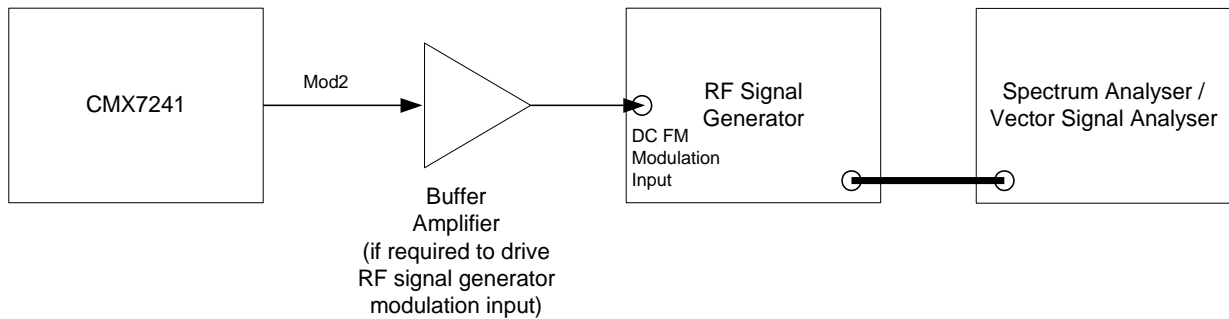 CMX7241
Mod2
Buffer
Amplifier
(if required to drive
RF signal generator
modulation input)
RF Signal
Generator
DC FM
Modulation
Input
Spectrum Analyser /
Vector Signal Analyser